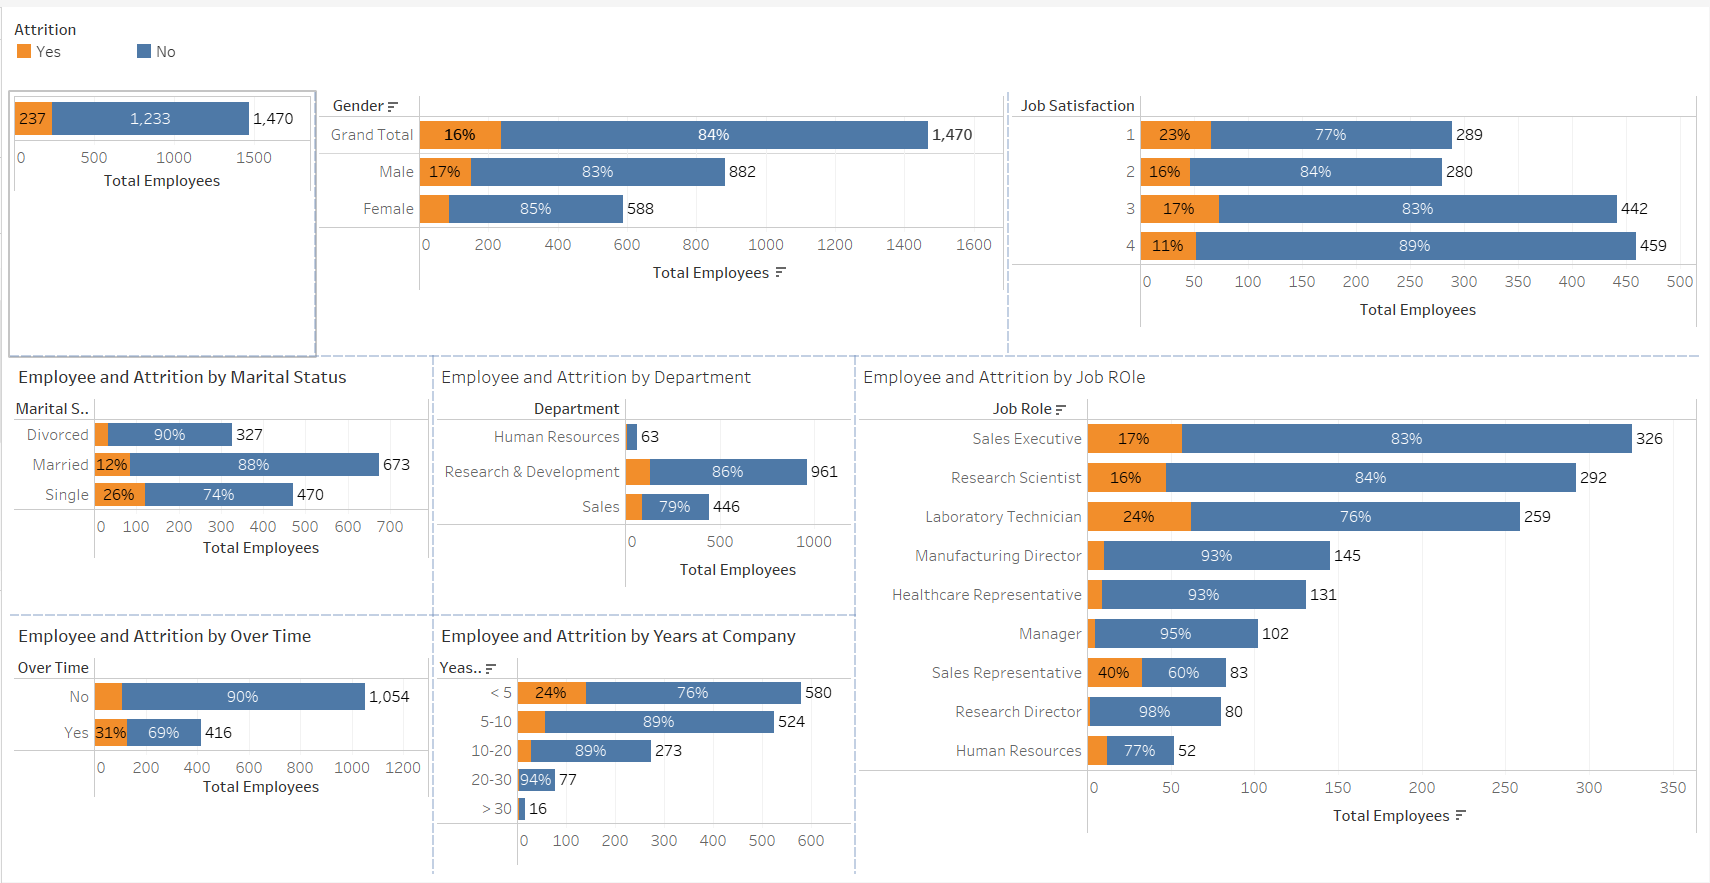 Attrition
Yes No
237 1,233 1,470
0 500 1000 1500
Total Employees
Gender
Grand Total 16% 84% 1,470
Male 17% 83% 882
Female 85% 588
0 200 400 600 800 1000 1200 1400 1600
Total Employees
Job Satisfaction
1 23% 77% 289
2 16% 84% 280
3 17% 83% 442
4 11% 89% 459
0 50 100 150 200 250 300 350 400 450 500
Total Employees
Employee and Attrition by Marital Status
Marital S..
Divorced 90% 327
Married 12% 88% 673
Single 26% 74% 470
0 100 200 300 400 500 600 700
Total Employees
Employee and Attrition by Department
Department
Human Resources 63
Research & Development 86% 961
Sales 79% 446
0 500 1000
Total Employees
Employee and Attrition by Job ROle
Job Role
Sales Executive 17% 83% 326
Research Scientist 16% 84% 292
Laboratory Technician 24% 76% 259
Manufacturing Director 93% 145
Healthcare Representative 93% 131
Manager 95% 102
Sales Representative 40% 60% 83
Research Director 98% 80
Human Resources 77% 52
0 50 100 150 200 250 300 350
Total Employees
Employee and Attrition by Over Time
Over Time
No 90% 1,054
Yes 31% 69% 416
0 200 400 600 800 1000 1200
Total Employees
Employee and Attrition by Years at Company
Yeas..
< 5 24% 76% 580
5-10 89% 524
10-20 89% 273
20-30 94% 77
> 30 16
0 100 200 300 400 500 600